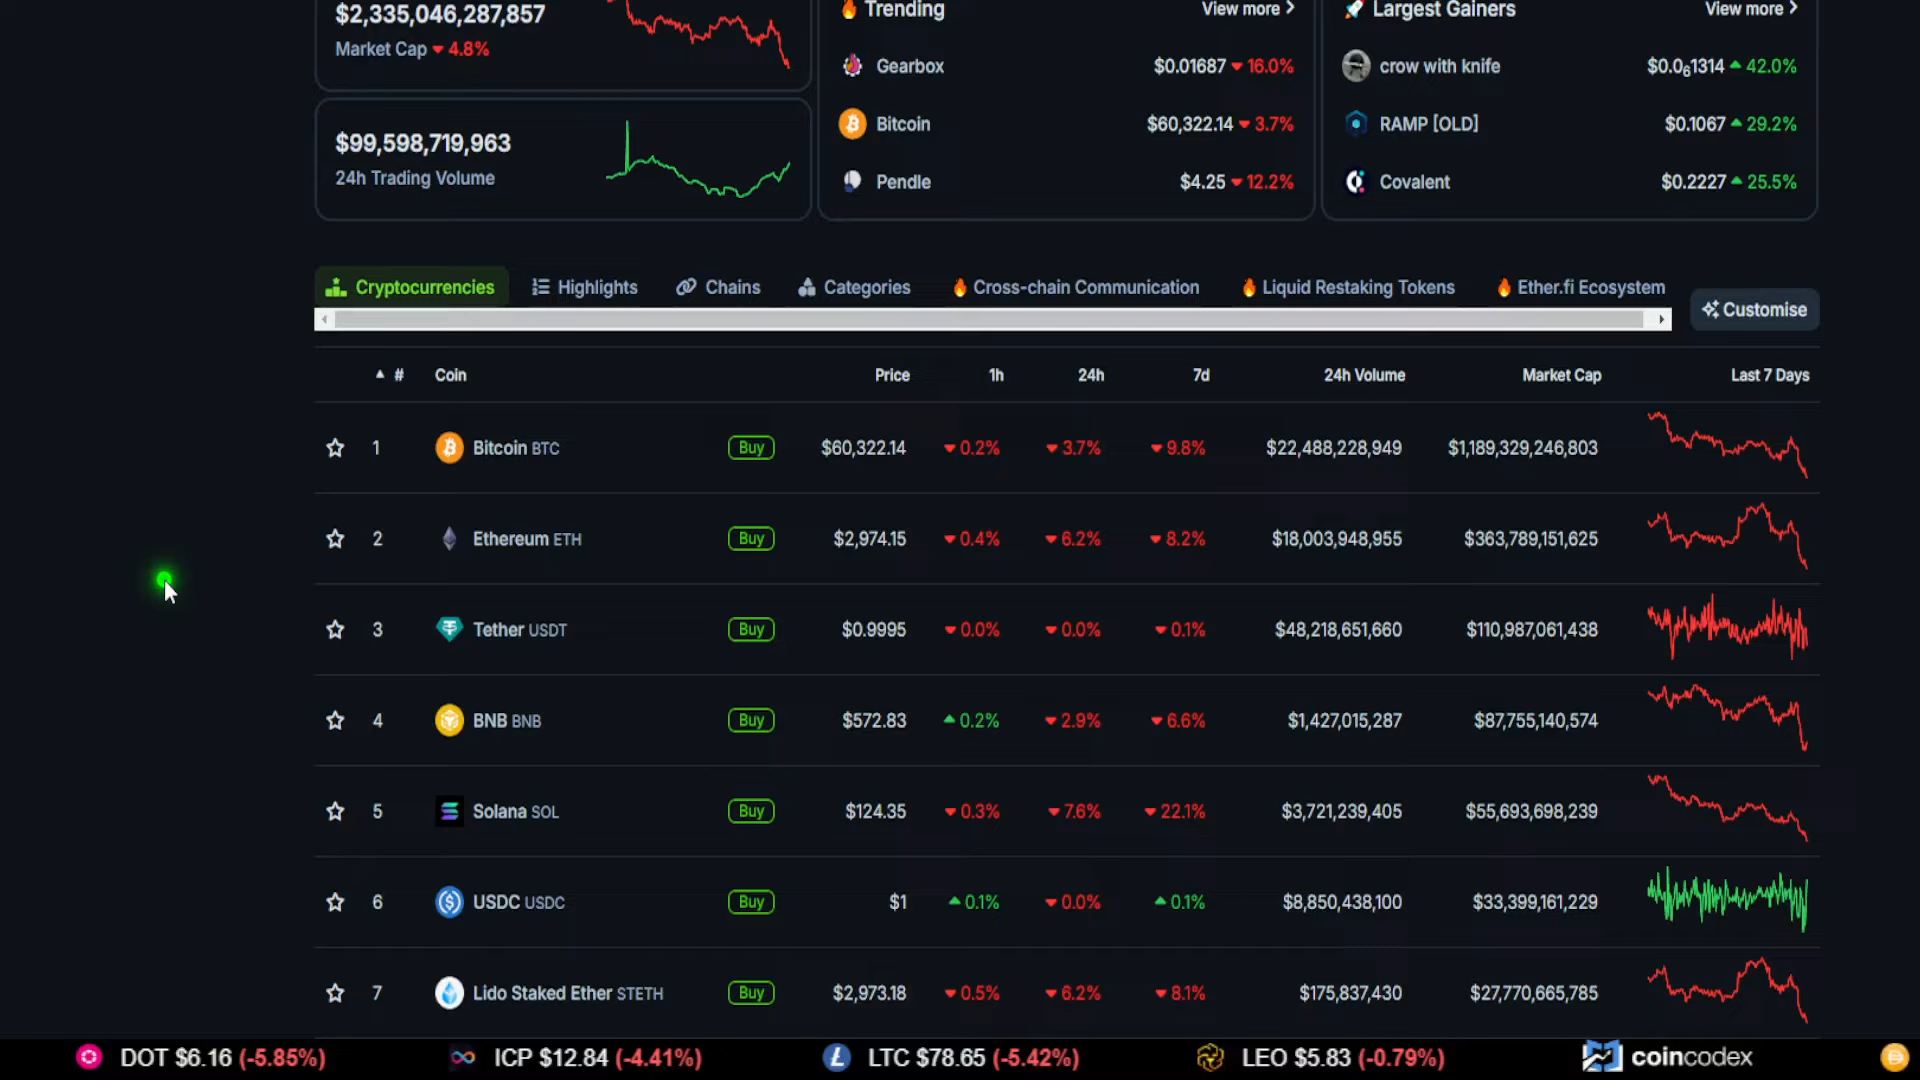 $2,335,046,287,857
Market Cap 4.8%
$99,598,719,963
24h Trading Volume
Trending View more
Gearbox $0.01687 16.0%
Bitcoin $60,322.14 3.7%
Pendle $4.25 12.2%
Largest Gainers View more
crow with knife $0.0₆1314 42.0%
RAMP [OLD] $0.1067 29.2%
Covalent $0.2227 25.5%
Cryptocurrencies Highlights Chains Categories Cross-chain Communication Liquid Restaking Tokens Ether.fi Ecosystem
Customise
# Coin Price 1h 24h 7d 24h Volume Market Cap Last 7 Days
1 Bitcoin BTC Buy $60,322.14 0.2% 3.7% 9.8% $22,488,228,949 $1,189,329,246,803
2 Ethereum ETH Buy $2,974.15 0.4% 6.2% 8.2% $18,003,948,955 $363,789,151,625
3 Tether USDT Buy $0.9995 0.0% 0.0% 0.1% $48,218,651,660 $110,987,061,438
4 BNB BNB Buy $572.83 0.2% 2.9% 6.6% $1,427,015,287 $87,755,140,574
5 Solana SOL Buy $124.35 0.3% 7.6% 22.1% $3,721,239,405 $55,693,698,239
6 USDC USDC Buy $1 0.1% 0.0% 0.1% $8,850,438,100 $33,399,161,229
7 Lido Staked Ether STETH Buy $2,973.18 0.5% 6.2% 8.1% $175,837,430 $27,770,665,785
DOT $6.16 (-5.85%) ICP $12.84 (-4.41%) LTC $78.65 (-5.42%) LEO $5.83 (-0.79%) coincodex